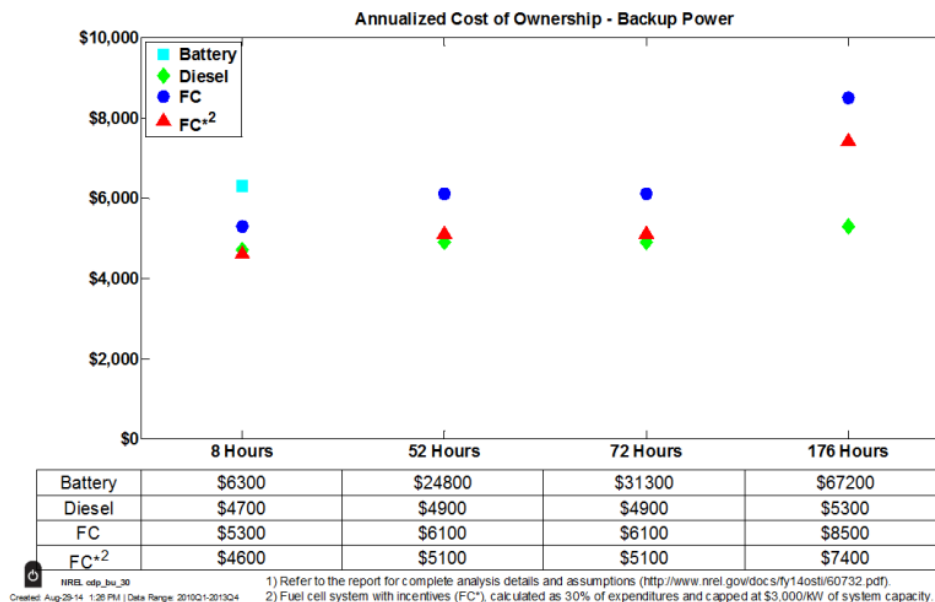 Annualized Cost of Ownership - Backup Power
$10,000
$8,000
$6,000
$4,000
$2,000
$0
Battery
Diesel
FC
FC*2
8 Hours 52 Hours 72 Hours 176 Hours
Battery $6300 $24800 $31300 $67200
Diesel $4700 $4900 $4900 $5300
FC $5300 $6100 $6100 $8500
FC*2 $4600 $5100 $5100 $7400
NREL cdp_bu_30
Created: Aug-29-14 1:26 PM | Data Range: 2010Q1-2013Q4
1) Refer to the report for complete analysis details and assumptions (http://www.nrel.gov/docs/fy14osti/60732.pdf).
2) Fuel cell system with incentives (FC*), calculated as 30% of expenditures and capped at $3,000/kW of system capacity.